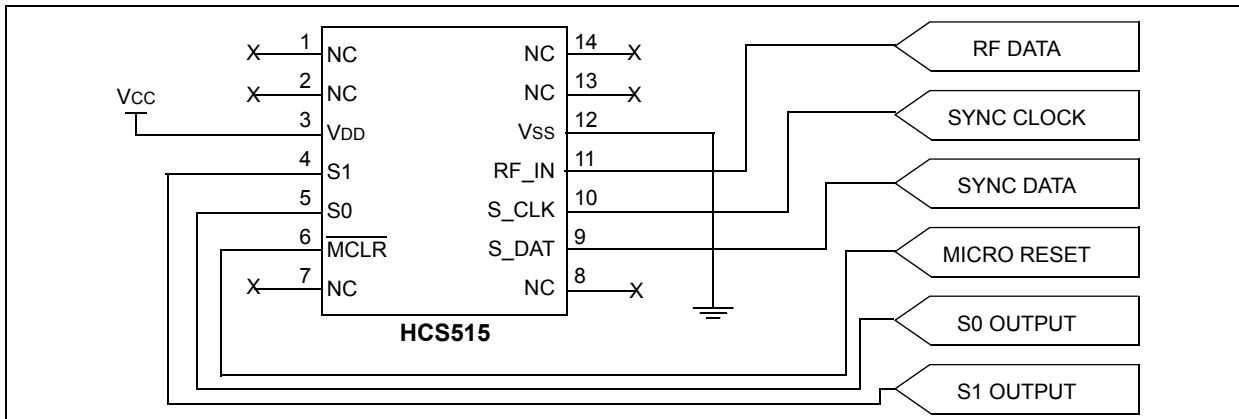 1 NC
2 NC
VCC
3 VDD
4 S1
5 S0
6 MCLR
7 NC
NC 14
NC 13
VSS 12
RF_IN 11
S_CLK 10
S_DAT 9
NC 8
HCS515
X
X
X
X
X
X
RF DATA
SYNC CLOCK
SYNC DATA
MICRO RESET
S0 OUTPUT
S1 OUTPUT